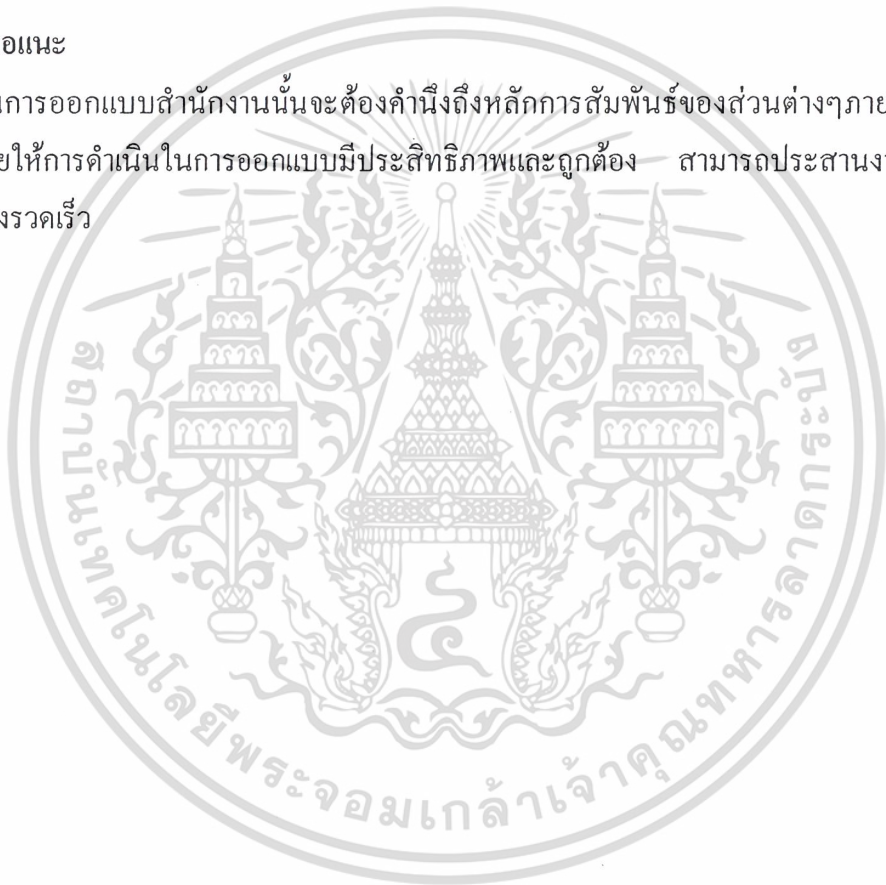 อแนะ
นการออกแบบสำนักงานนั้นจะต้องคำนึงถึงหลักการสัมพันธ์ของส่วนต่างๆภาย
ยให้การดำเนินในการออกแบบมีประสิทธิภาพและถูกต้อง สามารถประสานง
งรวดเร็ว
สถาบันเทคโนโลยีพระจอมเกล้าเจ้าคุณทหารลาดกระบัง